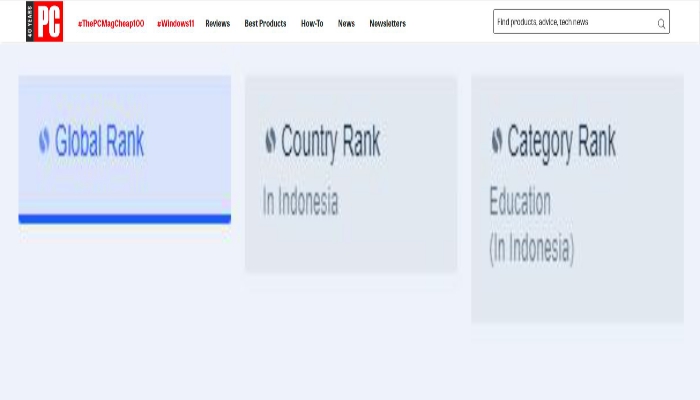 40 YEARS
PC
#ThePCMagCheap100
#Windows11
Reviews
Best Products
How-To
News
Newsletters
Find products, advice, tech news
Global Rank
Country Rank
In Indonesia
Category Rank
Education
(In Indonesia)